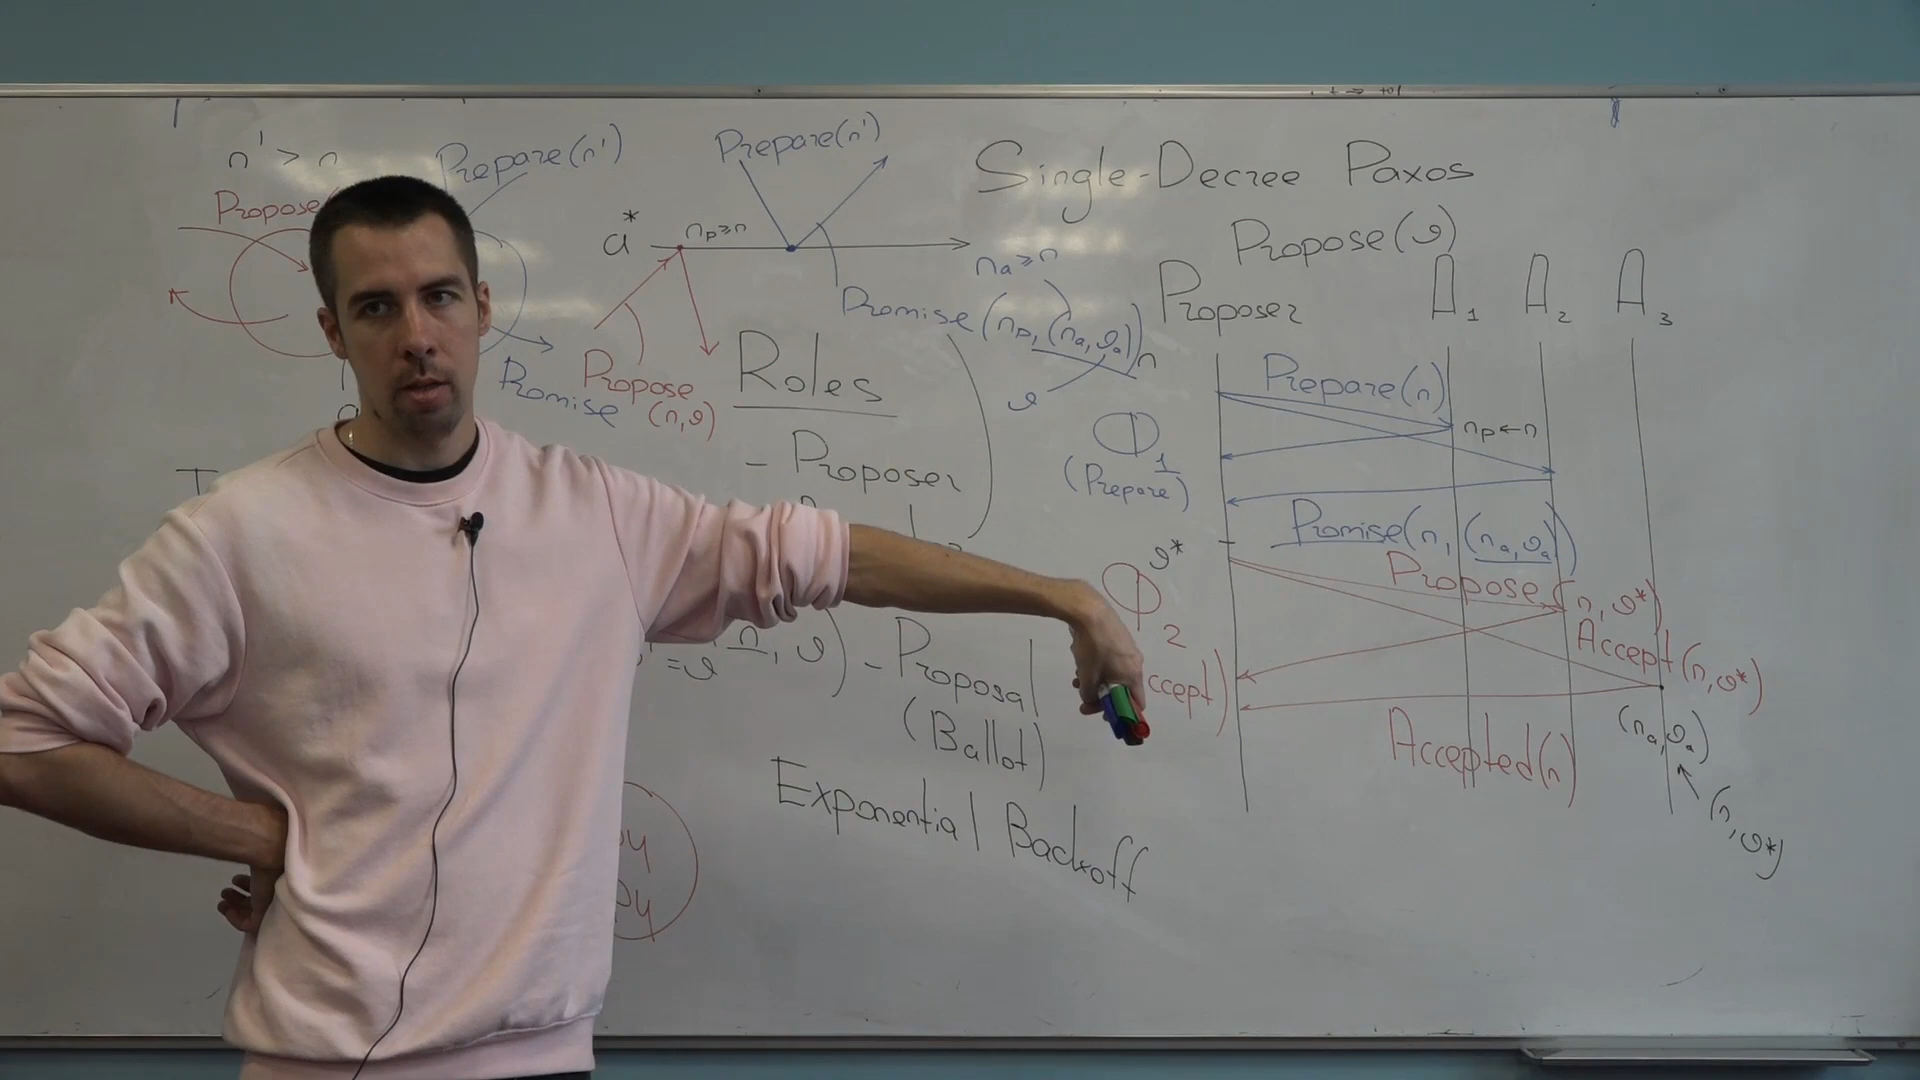 n' > n
Propose(
Prepare(n')
Promise
a* nₚ≥n
Prepare(n')
Propose
(n,v)
nₐ≥n
Promise(nₚ,(nₐ,vₐ))
n
v
Roles
- Proposer
=v n, v)
- Proposal
(Ballot)
Exponential Backoff
Single-Decree Paxos
Propose(v)
Proposer A₁ A₂ A₃
Φ₁
(Prepare)
Prepare(n)
nₚ←n
Promise(n,(nₐ,vₐ))
v*
Φ₂
ccept)
Propose(n,v*)
Accept(n,v*)
Accepted(n)
(nₐ,vₐ)
(n,v*)